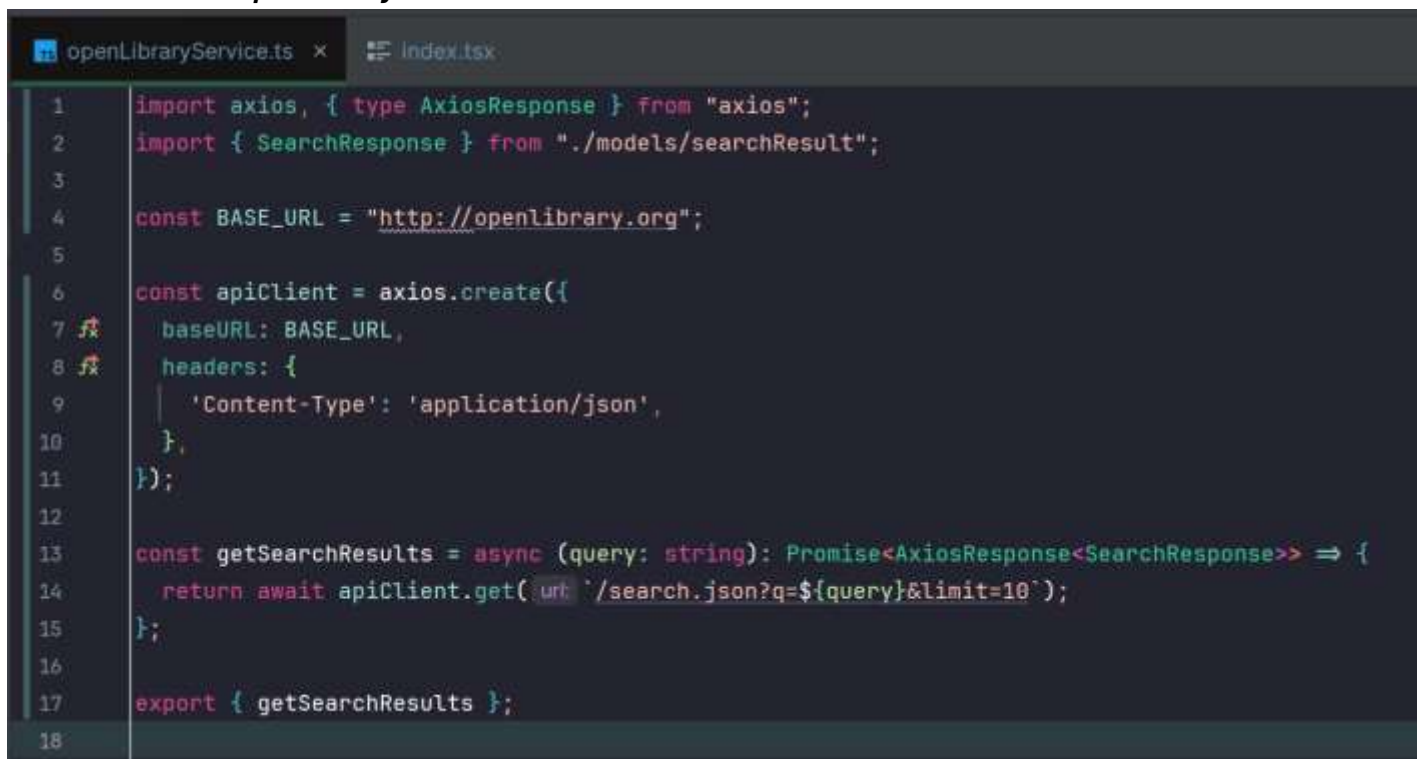 openLibraryService.ts ×
index.tsx
1 import axios, { type AxiosResponse } from "axios";
2 import { SearchResponse } from "./models/searchResult";
3
4 const BASE_URL = "http://openlibrary.org";
5
6 const apiClient = axios.create({
7   baseURL: BASE_URL,
8   headers: {
9     'Content-Type': 'application/json',
10   },
11 });
12
13 const getSearchResults = async (query: string): Promise<AxiosResponse<SearchResponse>> ⇒ {
14   return await apiClient.get( url: `/search.json?q=${query}&limit=10`);
15 };
16
17 export { getSearchResults };
18